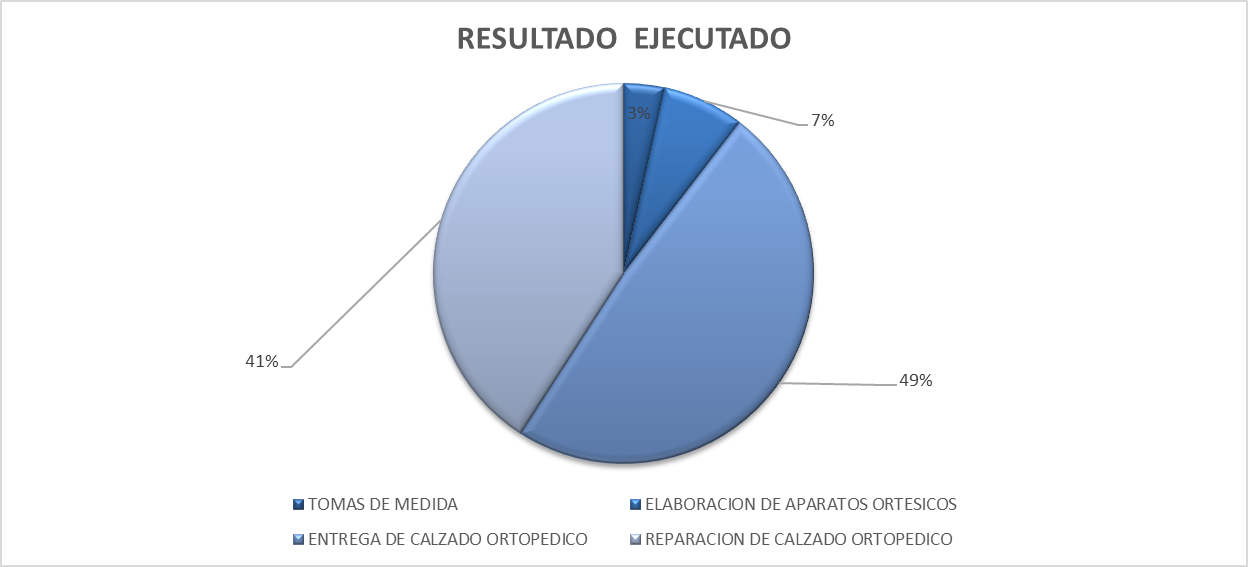 RESULTADO EJECUTADO
3%
7%
41%
49%
TOMAS DE MEDIDA
ELABORACION DE APARATOS ORTESICOS
ENTREGA DE CALZADO ORTOPEDICO
REPARACION DE CALZADO ORTOPEDICO